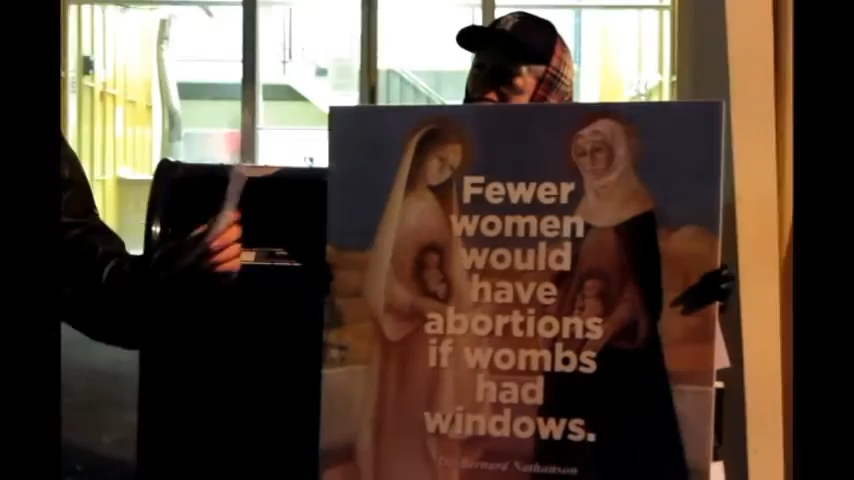 Fewer
women
would
have
abortions
if wombs
had
windows.
Dr. Bernard Nathanson